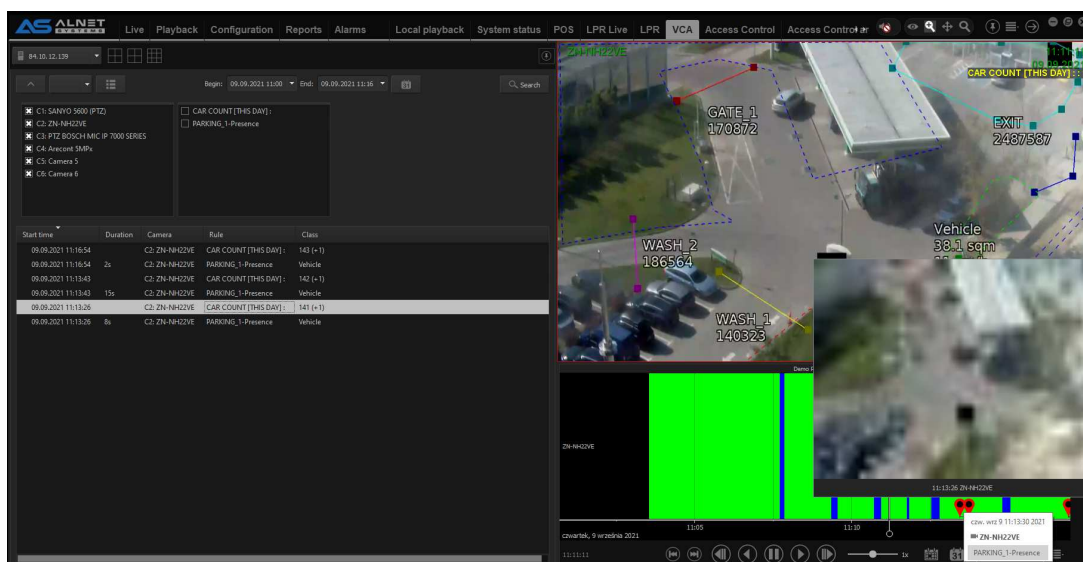 ALNET SYSTEMS
Live Playback Configuration Reports Alarms Local playback System status POS LPR Live LPR VCA Access Control
84.10.12.139
Begin: 09.09.2021 11:00 End: 09.09.2021 11:16 Search
C1: SANYO 5600 (PTZ)
C2: ZN-NH22VE
C3: PTZ BOSCH MIC IP 7000 SERIES
C4: Arecont 5MPx
C5: Camera 5
C6: Camera 6
CAR COUNT [THIS DAY] :
PARKING_1-Presence
Start time Duration Camera Rule Class
09.09.2021 11:16:54 C2: ZN-NH22VE CAR COUNT [THIS DAY] : 143 (+1)
09.09.2021 11:16:54 2s C2: ZN-NH22VE PARKING_1-Presence Vehicle
09.09.2021 11:13:43 C2: ZN-NH22VE CAR COUNT [THIS DAY] : 142 (+1)
09.09.2021 11:13:43 15s C2: ZN-NH22VE PARKING_1-Presence Vehicle
09.09.2021 11:13:26 C2: ZN-NH22VE CAR COUNT [THIS DAY] : 141 (+1)
09.09.2021 11:13:26 8s C2: ZN-NH22VE PARKING_1-Presence Vehicle
ZN-NH22VE
CAR COUNT [THIS DAY] :
GATE_1
170872
EXIT
2487587
WASH_2
186564
Vehicle
38.1 sqm
WASH_1
140323
Demo
11:13:26 ZN-NH22VE
ZN-NH22VE
11:05 11:10
czwartek, 9 września 2021
czw. wrz 9 11:13:30 2021
ZN-NH22VE
PARKING_1-Presence
11:11:11 1x 31